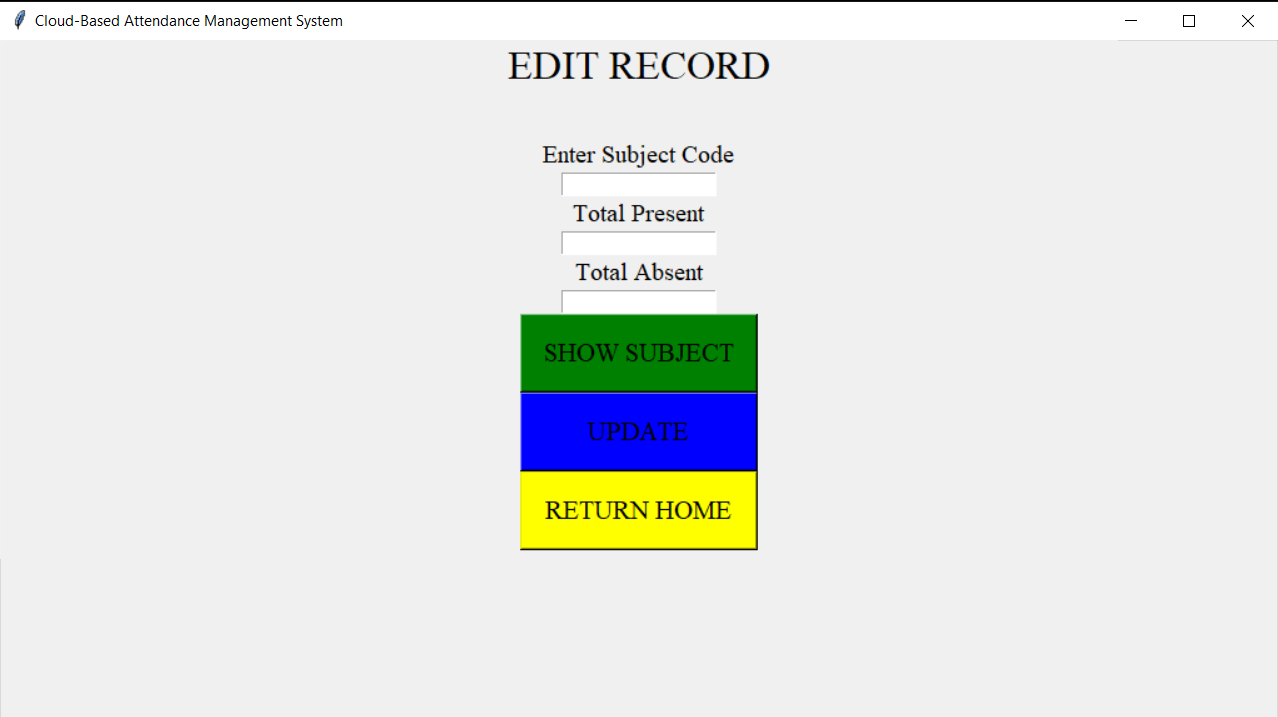 Cloud-Based Attendance Management System
EDIT RECORD
Enter Subject Code
Total Present
Total Absent
SHOW SUBJECT
UPDATE
RETURN HOME